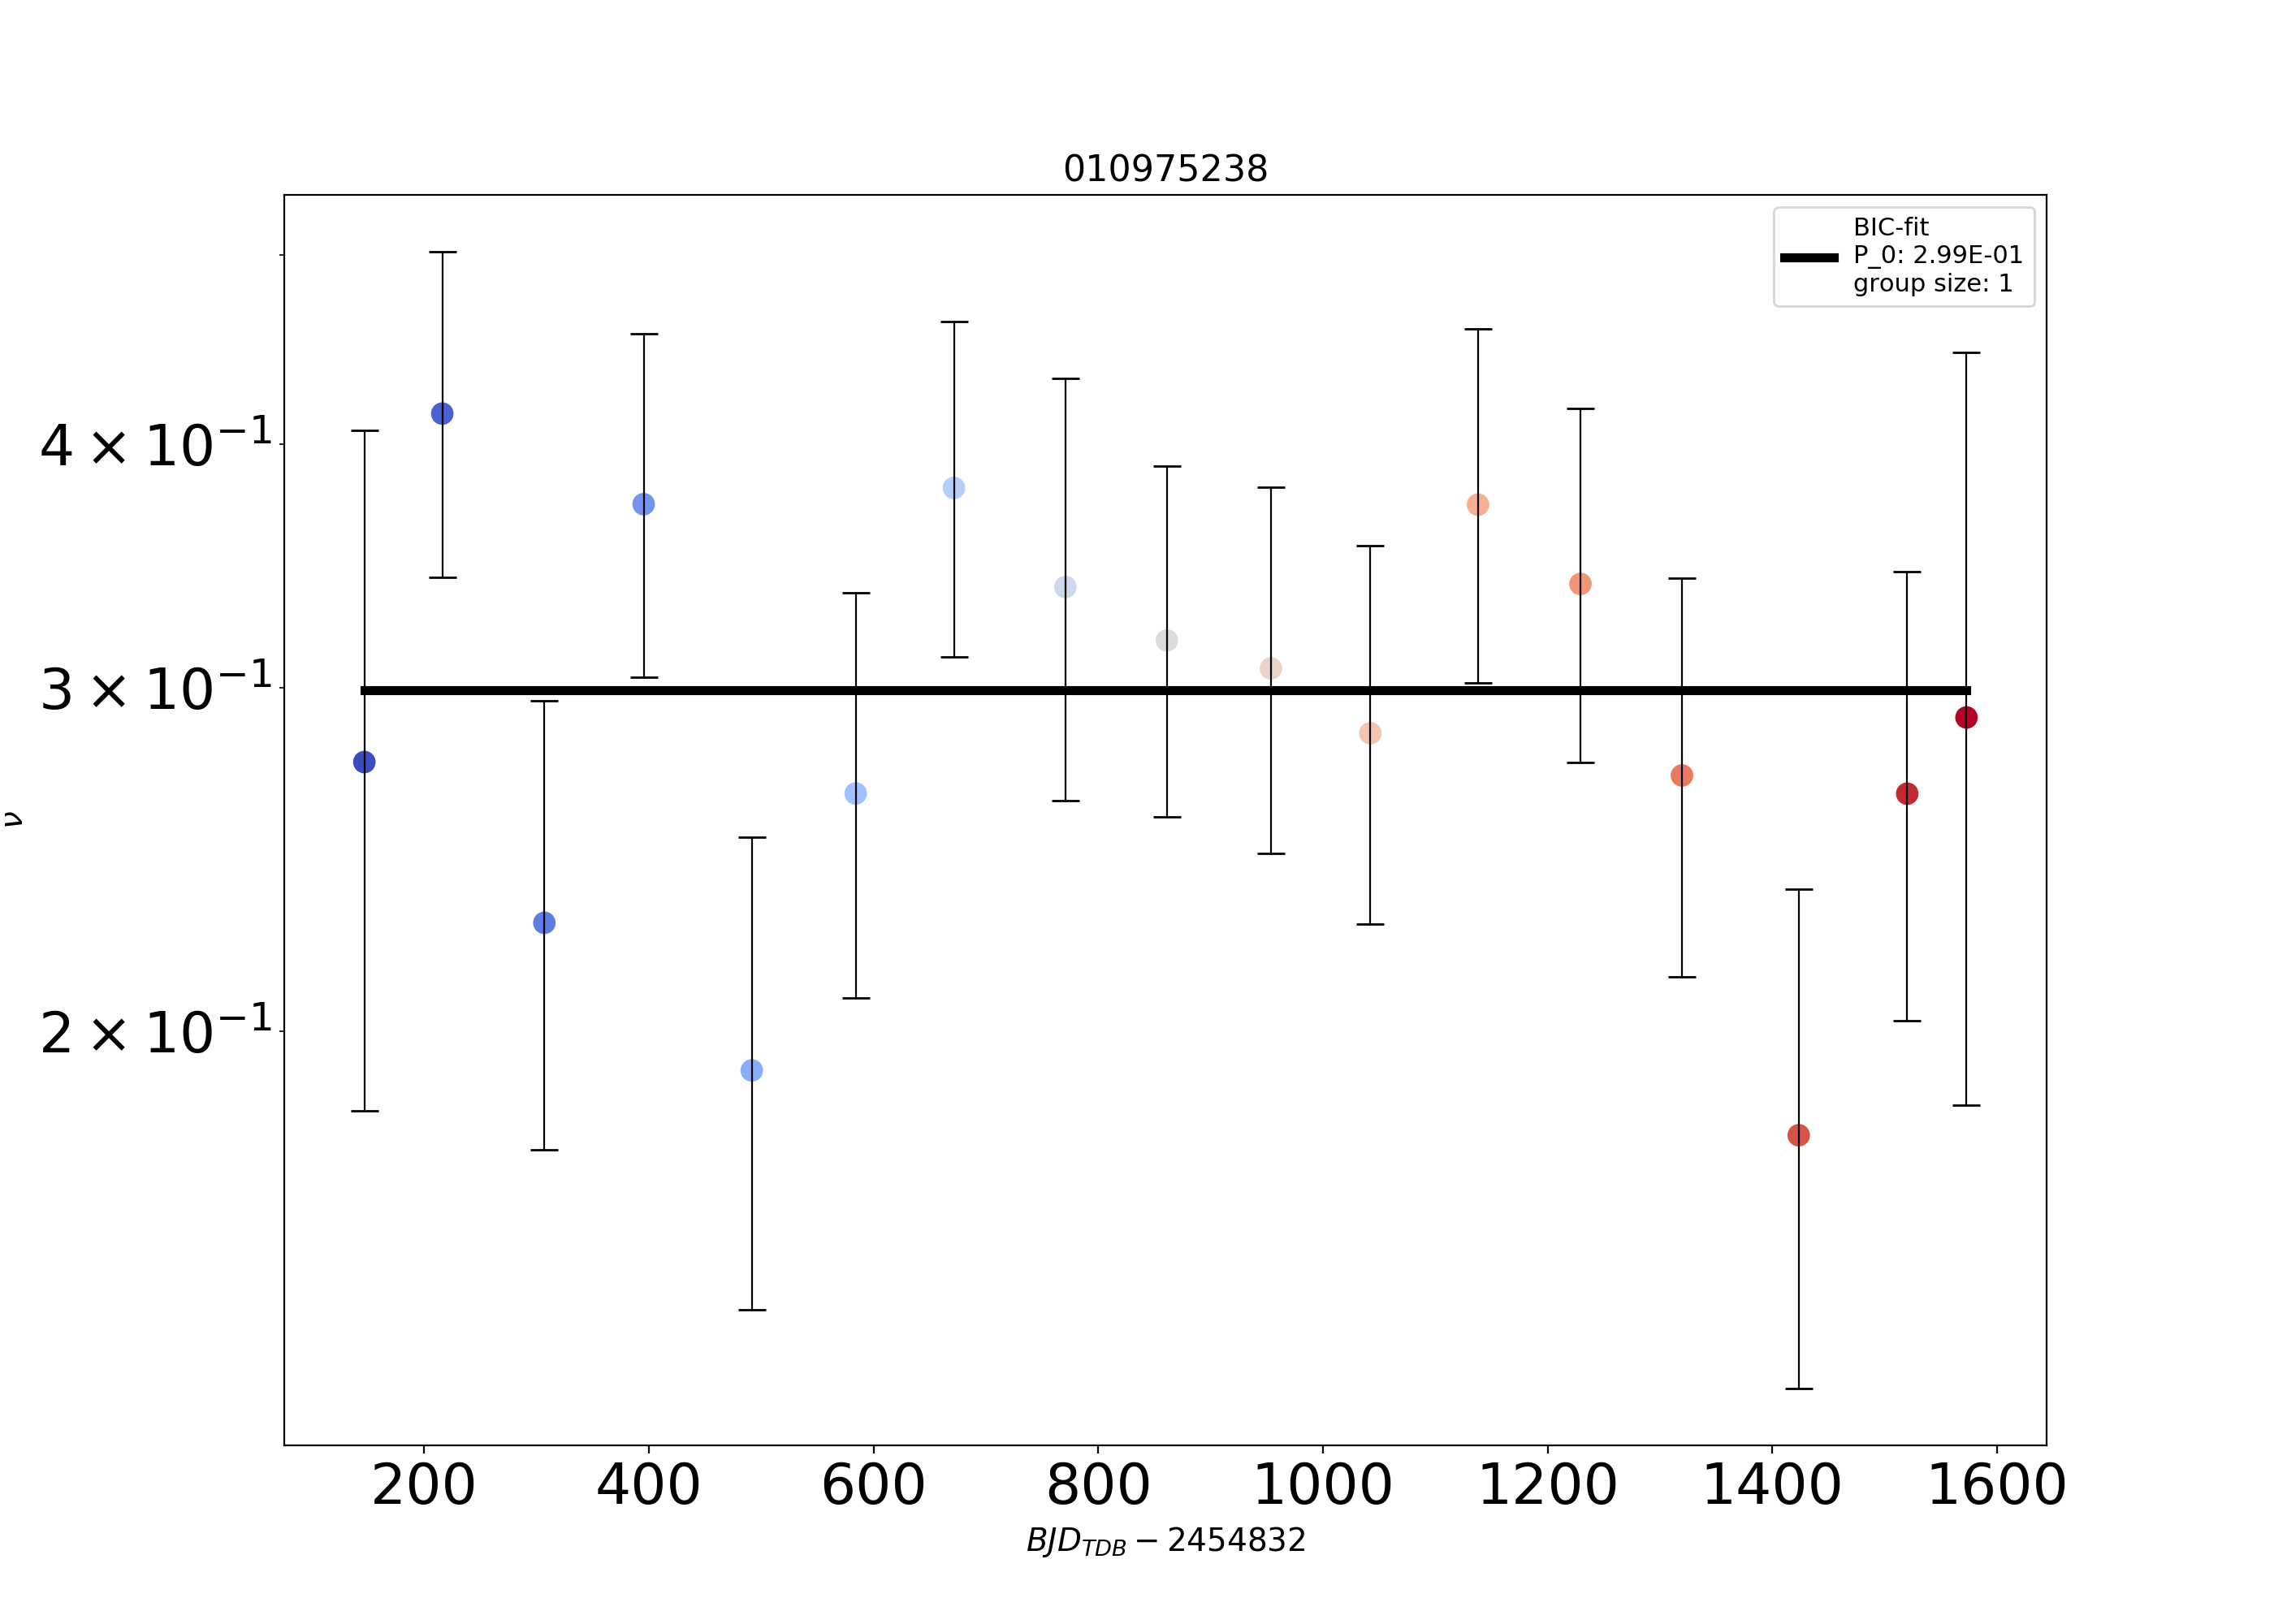 010975238
BIC-fit
P_0: 2.99E-01
group size: 1
4 × 10⁻¹
3 × 10⁻¹
2 × 10⁻¹
ν
200 400 600 800 1000 1200 1400 1600
BJD_TDB − 2454832